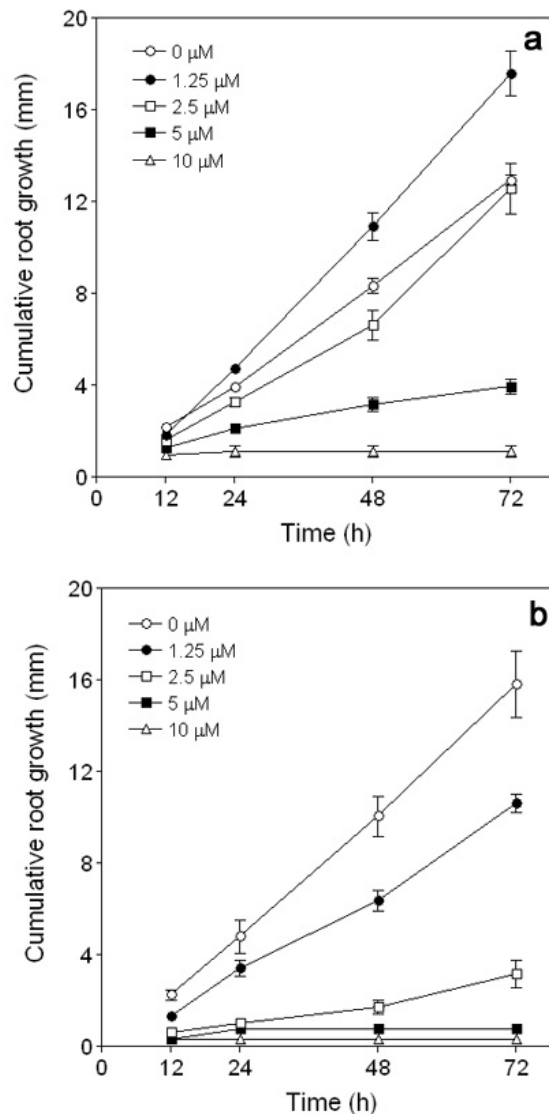 20
a
0 μM
1.25 μM
16
2.5 μM
5 μM
10 μM
12
8
4
0
0 12 24 48 72
Cumulative root growth (mm)
Time (h)
20
b
0 μM
1.25 μM
16
2.5 μM
5 μM
10 μM
12
8
4
0
0 12 24 48 72
Cumulative root growth (mm)
Time (h)